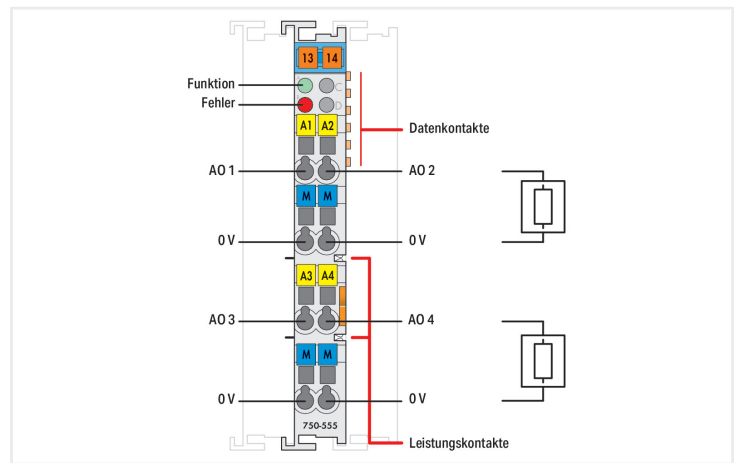 13 14
Funktion
C
Fehler
D
A1 A2
Datenkontakte
AO 1
AO 2
M M
0 V
0 V
A3 A4
AO 3
AO 4
M M
0 V
0 V
750-555
Leistungskontakte